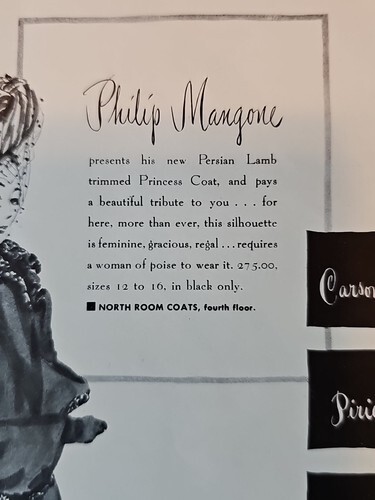 Philip Mangone
presents his new Persian Lamb
trimmed Princess Coat, and pays
a beautiful tribute to you . . . for
here, more than ever, this silhouette
is feminine, gracious, regal ... requires
a woman of poise to wear it. 275.00,
sizes 12 to 16, in black only.
■ NORTH ROOM COATS, fourth floor.
Carson
Pirie